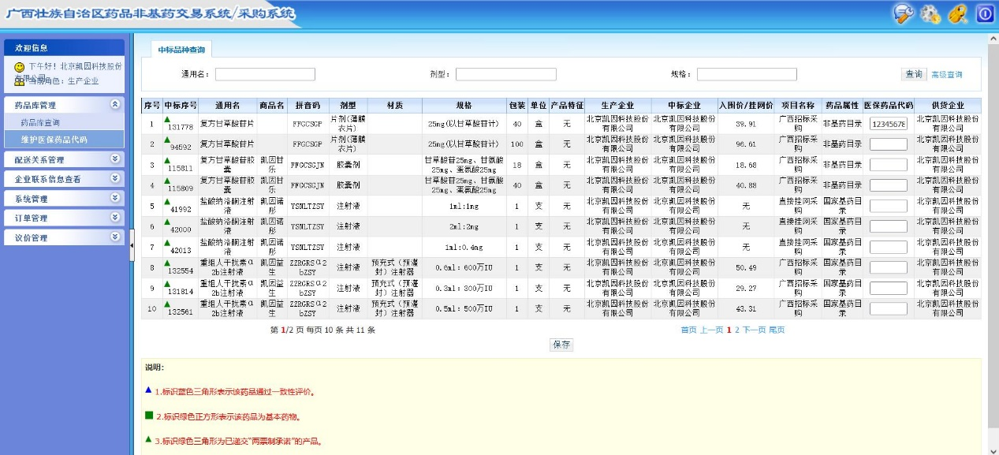 广西壮族自治区药品非基药交易系统/采购系统
欢迎信息
下午好！北京凯因科技股份有限公司
当前角色：生产企业
药品库管理
药品库查询
维护医保药品代码
配送关系管理
企业联系信息查看
系统管理
订单管理
议价管理
中标品种查询
通用名： 剂型： 规格： 查询 高级查询
序号 中标序号 通用名 商品名 拼音码 剂型 材质 规格 包装 单位 产品特征 生产企业 中标企业 入围价/挂网价 项目名称 药品属性 医保药品代码 供货企业
1 131778 复方甘草酸苷片 FFGCSGP 片剂(薄膜衣片) 25mg(以甘草酸苷计) 40 盒 无 北京凯因科技股份有限公司 北京凯因科技股份有限公司 39.91 广西招标采购 非基药目录 12345678 北京凯因科技股份有限公司
2 94592 复方甘草酸苷片 FFGCSGP 片剂(薄膜衣片) 25mg(以甘草酸苷计) 100 盒 无 北京凯因科技股份有限公司 北京凯因科技股份有限公司 96.61 广西招标采购 非基药目录 北京凯因科技股份有限公司
3 115811 复方甘草酸苷胶囊 凯因甘乐 FFGCSGJN 胶囊剂 甘草酸苷25mg、甘氨酸25mg、蛋氨酸25mg 18 盒 无 北京凯因科技股份有限公司 北京凯因科技股份有限公司 18.68 广西招标采购 非基药目录 北京凯因科技股份有限公司
4 115809 复方甘草酸苷胶囊 凯因甘乐 FFGCSGJN 胶囊剂 甘草酸苷25mg、甘氨酸25mg、蛋氨酸25mg 40 盒 无 北京凯因科技股份有限公司 北京凯因科技股份有限公司 40.88 广西招标采购 非基药目录 北京凯因科技股份有限公司
5 41992 盐酸纳洛酮注射液 凯因诺彤 YSNLTZSY 注射液 1ml:1mg 1 支 无 北京凯因科技股份有限公司 北京凯因科技股份有限公司 无 直接挂网采购 国家基药目录 北京凯因科技股份有限公司
6 42000 盐酸纳洛酮注射液 凯因诺彤 YSNLTZSY 注射液 2ml:2mg 1 支 无 北京凯因科技股份有限公司 北京凯因科技股份有限公司 无 直接挂网采购 国家基药目录 北京凯因科技股份有限公司
7 42013 盐酸纳洛酮注射液 凯因诺彤 YSNLTZSY 注射液 1ml:0.4mg 1 支 无 北京凯因科技股份有限公司 北京凯因科技股份有限公司 无 直接挂网采购 国家基药目录 北京凯因科技股份有限公司
8 132554 重组人干扰素α2b注射液 凯因益生 ZZRGRSα2bZSY 注射液 预充式（预灌封）注射器 0.6ml：600万IU 1 支 无 北京凯因科技股份有限公司 北京凯因科技股份有限公司 50.49 广西招标采购 国家基药目录 北京凯因科技股份有限公司
9 131814 重组人干扰素α2b注射液 凯因益生 ZZRGRSα2bZSY 注射液 预充式（预灌封）注射器 0.3ml：300万IU 1 支 无 北京凯因科技股份有限公司 北京凯因科技股份有限公司 29.27 广西招标采购 国家基药目录 北京凯因科技股份有限公司
10 132561 重组人干扰素α2b注射液 凯因益生 ZZRGRSα2bZSY 注射液 预充式（预灌封）注射器 0.5ml：500万IU 1 支 无 北京凯因科技股份有限公司 北京凯因科技股份有限公司 43.31 广西招标采购 国家基药目录 北京凯因科技股份有限公司
第 1/2 页 每页 10 条 共 11 条 首页 上一页 1 2 下一页 尾页
保存
说明：
1.标识蓝色三角形表示该药品通过一致性评价。
2.标识绿色正方形表示该药品为基本药物。
3.标识绿色三角形为已递交“两票制承诺”的产品。